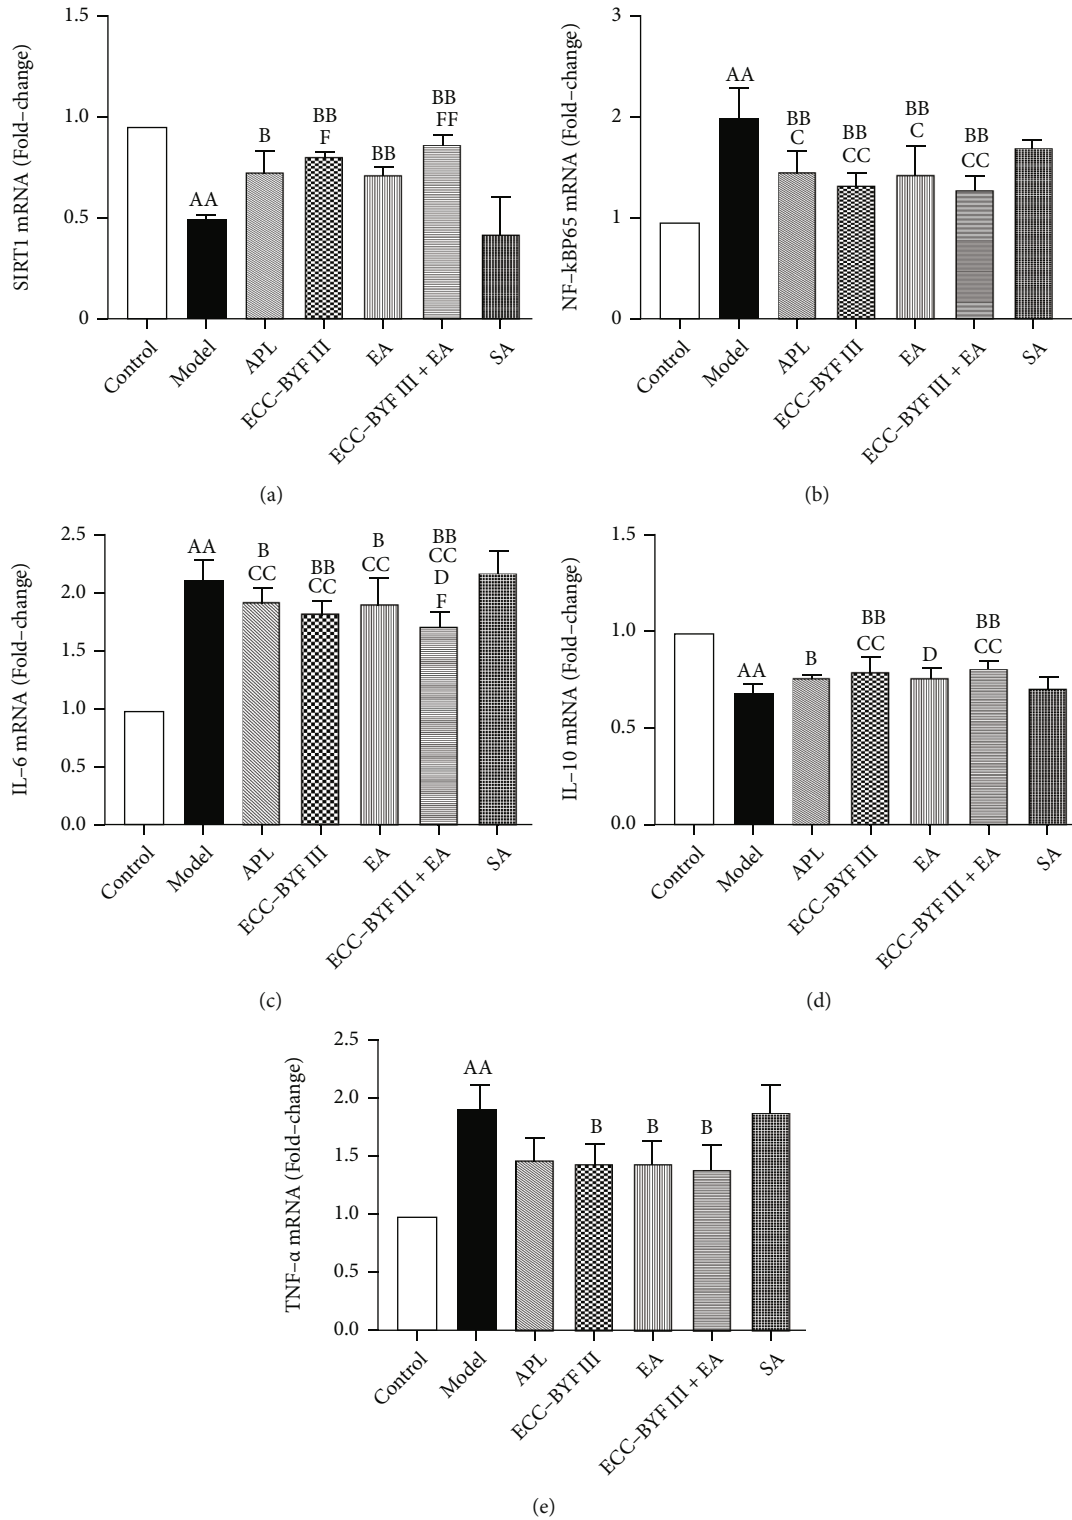 SIRT1 mRNA (Fold–change)
1.5
1.0
0.5
0
AA
B
BB
F
BB
BB
FF
Control
Model
APL
ECC–BYF III
EA
ECC–BYF III + EA
SA
(a)
NF–kBP65 mRNA (Fold–change)
3
2
1
0
AA
BB
C
BB
CC
BB
C
BB
CC
Control
Model
APL
ECC–BYF III
EA
ECC–BYF III + EA
SA
(b)
IL–6 mRNA (Fold–change)
2.5
2.0
1.5
1.0
0.5
0.0
AA
B
CC
BB
CC
B
CC
BB
CC
D
F
Control
Model
APL
ECC–BYF III
EA
ECC–BYF III + EA
SA
(c)
IL–10 mRNA (Fold–change)
1.5
1.0
0.5
0.0
AA
B
BB
CC
D
BB
CC
Control
Model
APL
ECC–BYF III
EA
ECC–BYF III + EA
SA
(d)
TNF–α mRNA (Fold–change)
2.5
2.0
1.5
1.0
0.5
0.0
AA
B
B
B
Control
Model
APL
ECC–BYF III
EA
ECC–BYF III + EA
SA
(e)